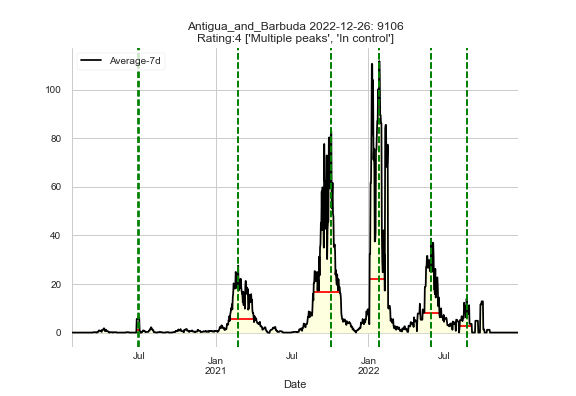 Antigua_and_Barbuda 2022-12-26: 9106
Rating:4 ['Multiple peaks', 'In control']
Average-7d
100
80
60
40
20
0
Jul
Jan
2021
Jul
Jan
2022
Jul
Date